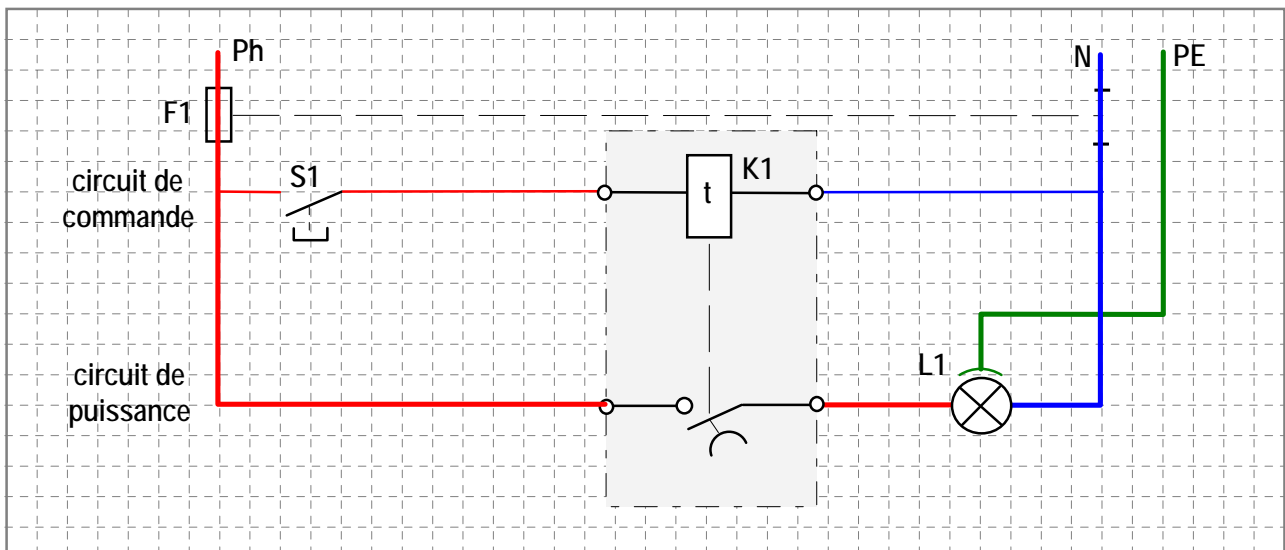 Ph
N
PE
F1
circuit de
commande
S1
K1
t
circuit de
puissance
L1